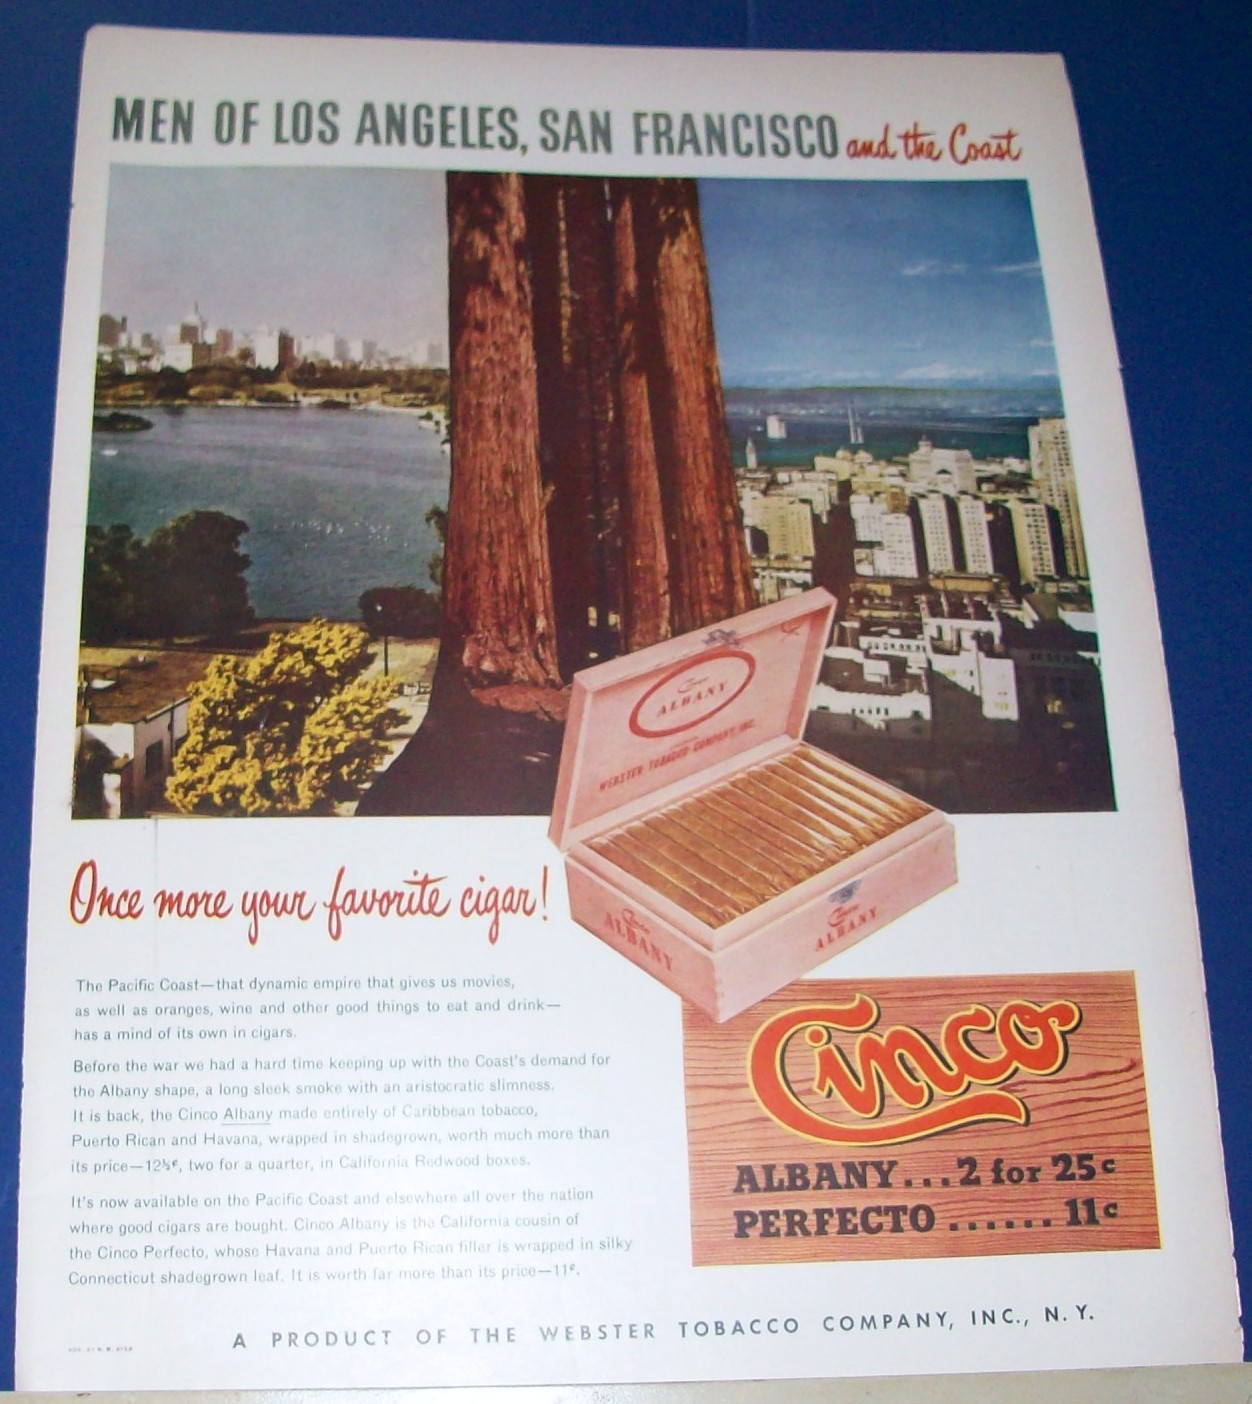 MEN OF LOS ANGELES, SAN FRANCISCO and the Coast
Cinco
ALBANY
WEBSTER TOBACCO COMPANY, INC.
Cinco
ALBANY
Cinco
ALBANY
Once more your favorite cigar!
The Pacific Coast—that dynamic empire that gives us movies,
as well as oranges, wine and other good things to eat and drink—
has a mind of its own in cigars.
Before the war we had a hard time keeping up with the Coast's demand for
the Albany shape, a long sleek smoke with an aristocratic slimness.
It is back, the Cinco Albany made entirely of Caribbean tobacco,
Puerto Rican and Havana, wrapped in shadegrown, worth much more than
its price—12½¢, two for a quarter, in California Redwood boxes.
It's now available on the Pacific Coast and elsewhere all over the nation
where good cigars are bought. Cinco Albany is the California cousin of
the Cinco Perfecto, whose Havana and Puerto Rican filler is wrapped in silky
Connecticut shadegrown leaf. It is worth far more than its price—11¢.
Cinco
ALBANY...2 for 25c
PERFECTO......11c
A PRODUCT OF THE WEBSTER TOBACCO COMPANY, INC., N. Y.